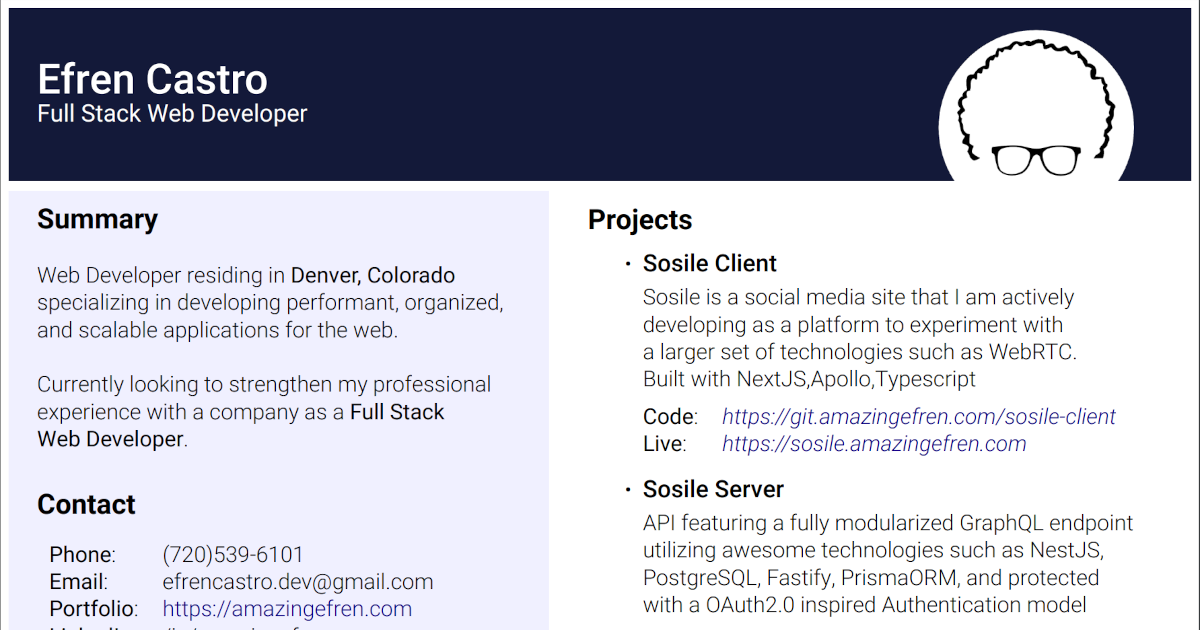 Efren Castro
Full Stack Web Developer
Summary
Web Developer residing in Denver, Colorado
specializing in developing performant, organized,
and scalable applications for the web.
Currently looking to strengthen my professional
experience with a company as a Full Stack
Web Developer.
Contact
Phone: (720)539-6101
Email: efrencastro.dev@gmail.com
Portfolio: https://amazingefren.com
Projects
• Sosile Client
Sosile is a social media site that I am actively
developing as a platform to experiment with
a larger set of technologies such as WebRTC.
Built with NextJS,Apollo,Typescript
Code: https://git.amazingefren.com/sosile-client
Live: https://sosile.amazingefren.com
• Sosile Server
API featuring a fully modularized GraphQL endpoint
utilizing awesome technologies such as NestJS,
PostgreSQL, Fastify, PrismaORM, and protected
with a OAuth2.0 inspired Authentication model